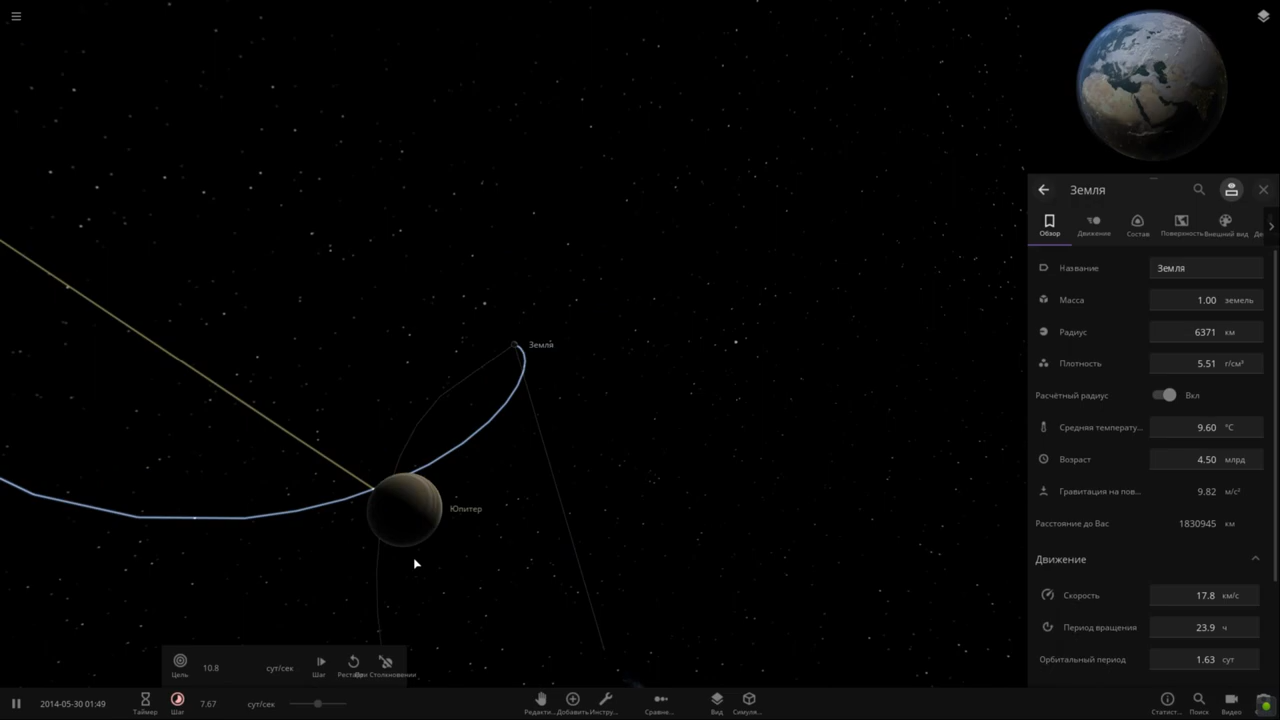 Земля
Обзор
Движение
Состав
Поверхность
Внешний вид
Название
Земля
Масса
1.00 земель
Радиус
6371 км
Плотность
5.51 г/см³
Расчётный радиус
Вкл
Средняя температу...
9.60 °C
Возраст
4.50 млрд
Гравитация на пов...
9.82 м/с²
Расстояние до Вас
1830945 км
Движение
Скорость
17.8 км/с
Период вращения
23.9 ч
Орбитальный период
1.63 сут
Земля
Юпитер
10.8 сут/сек
Цель
Шаг
Столкновении
2014-05-30 01:49
Таймер
Шаг
7.67 сут/сек
Редакти...
Добавить
Инстру...
Сравне...
Вид
Симуля...
Статист...
Поиск
Видео